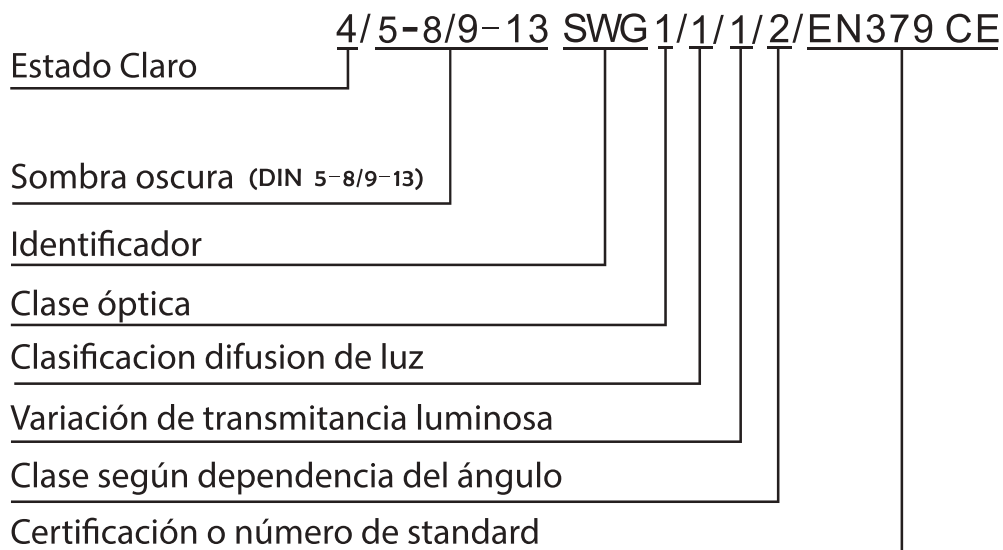 4/5-8/9-13 SWG1/1/1/2/EN379 CE
Estado Claro
Sombra oscura (DIN 5-8/9-13)
Identificador
Clase óptica
Clasificacion difusion de luz
Variación de transmitancia luminosa
Clase según dependencia del ángulo
Certificación o número de standard